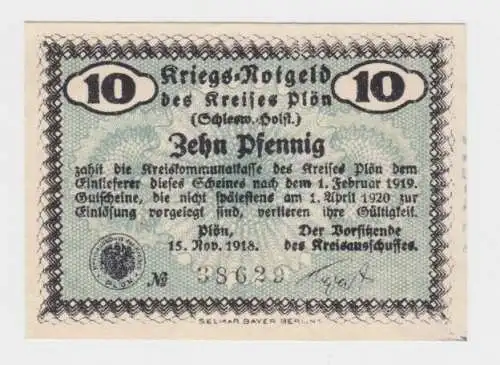 10 Kriegs-Notgeld 10
des Kreises Plön
(Schlesw.-Holst.)
Zehn Pfennig
zahlt die Kreiskommunalkasse des Kreises Plön dem
Einlieferer dieses Scheines nach dem 1. Februar 1919.
Gutscheine, die nicht spätestens am 1. April 1920 zur
Einlösung vorgelegt sind, verlieren ihre Gültigkeit.
Plön, Der Vorsitzende
15. Nov. 1918. des Kreisausschusses.
PLÖN
№ 38629
SELMAR BAYER BERLIN